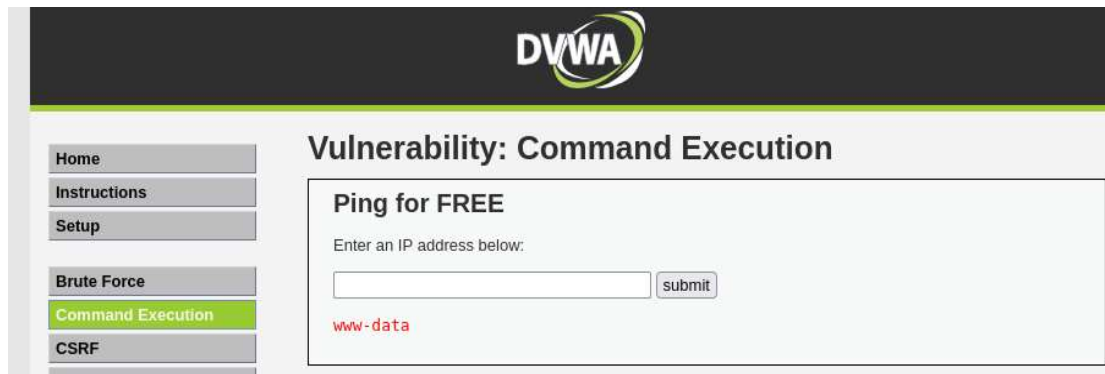 DVWA
Home
Instructions
Setup
Brute Force
Command Execution
CSRF
Vulnerability: Command Execution
Ping for FREE
Enter an IP address below:
submit
www-data